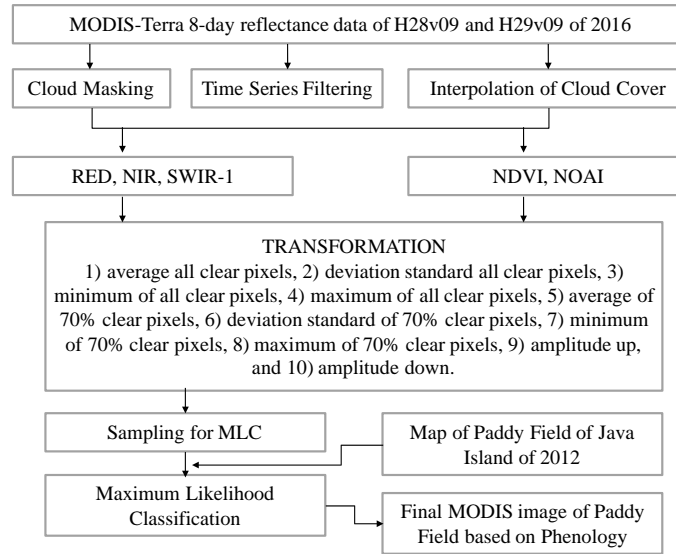 MODIS-Terra 8-day reflectance data of H28v09 and H29v09 of 2016
Cloud Masking
Time Series Filtering
Interpolation of Cloud Cover
RED, NIR, SWIR-1
NDVI, NOAI
TRANSFORMATION
1) average all clear pixels, 2) deviation standard all clear pixels, 3)
minimum of all clear pixels, 4) maximum of all clear pixels, 5) average of
70% clear pixels, 6) deviation standard of 70% clear pixels, 7) minimum
of 70% clear pixels, 8) maximum of 70% clear pixels, 9) amplitude up,
and 10) amplitude down.
Sampling for MLC
Map of Paddy Field of Java
Island of 2012
Maximum Likelihood
Classification
Final MODIS image of Paddy
Field based on Phenology